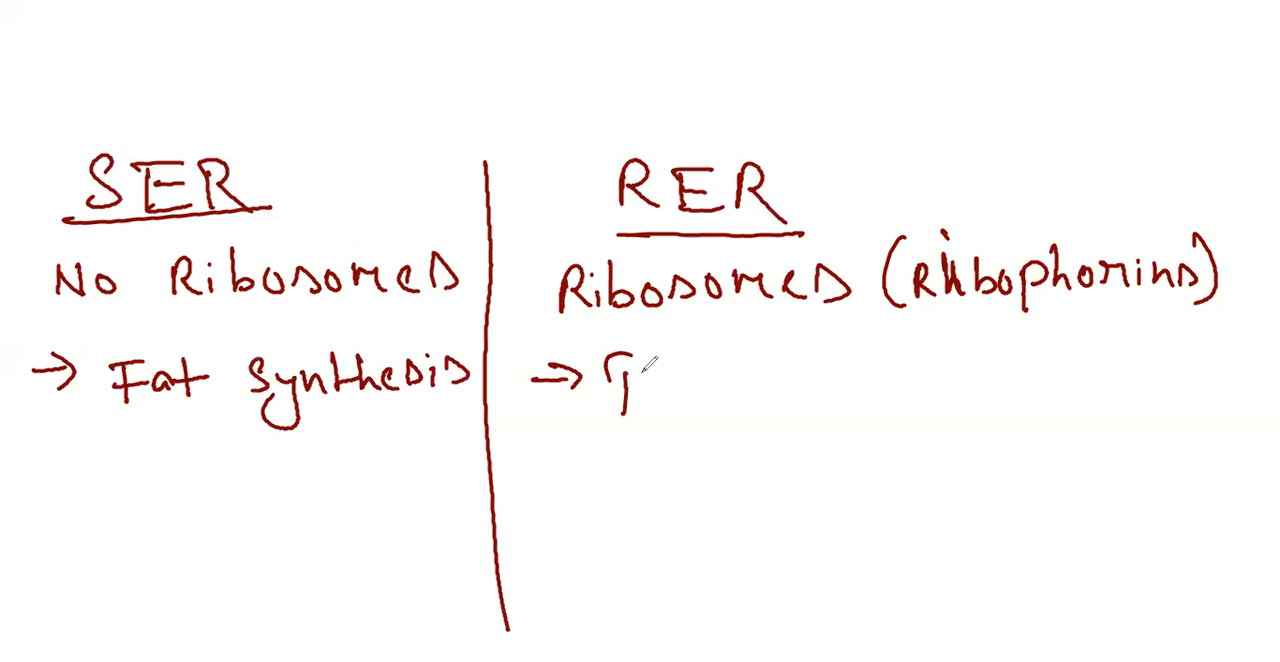 SER
No Ribosomes
→ Fat synthesis
RER
Ribosomes (Ribophorins)
→